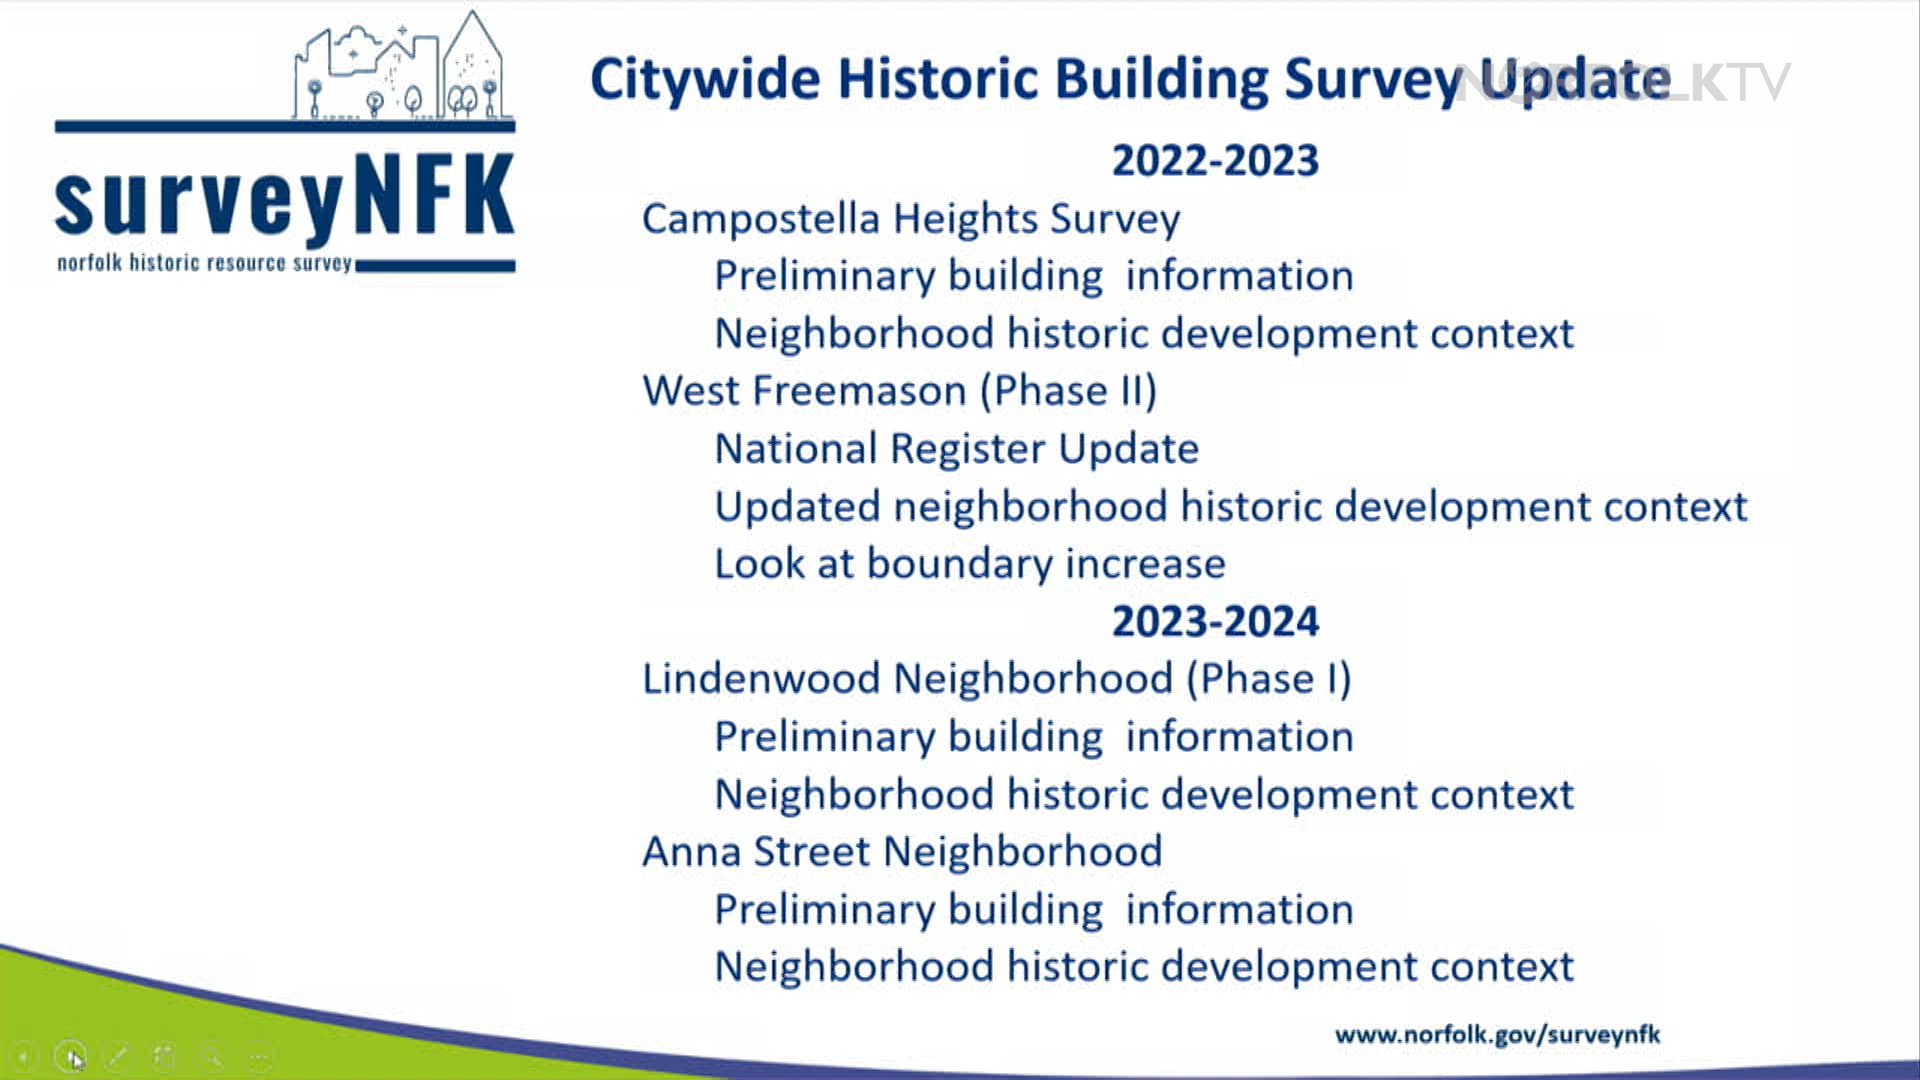 Citywide Historic Building Survey Update
NORFOLKTV
surveyNFK
norfolk historic resource survey
2022-2023
Campostella Heights Survey
Preliminary building information
Neighborhood historic development context
West Freemason (Phase II)
National Register Update
Updated neighborhood historic development context
Look at boundary increase
2023-2024
Lindenwood Neighborhood (Phase I)
Preliminary building information
Neighborhood historic development context
Anna Street Neighborhood
Preliminary building information
Neighborhood historic development context
www.norfolk.gov/surveynfk